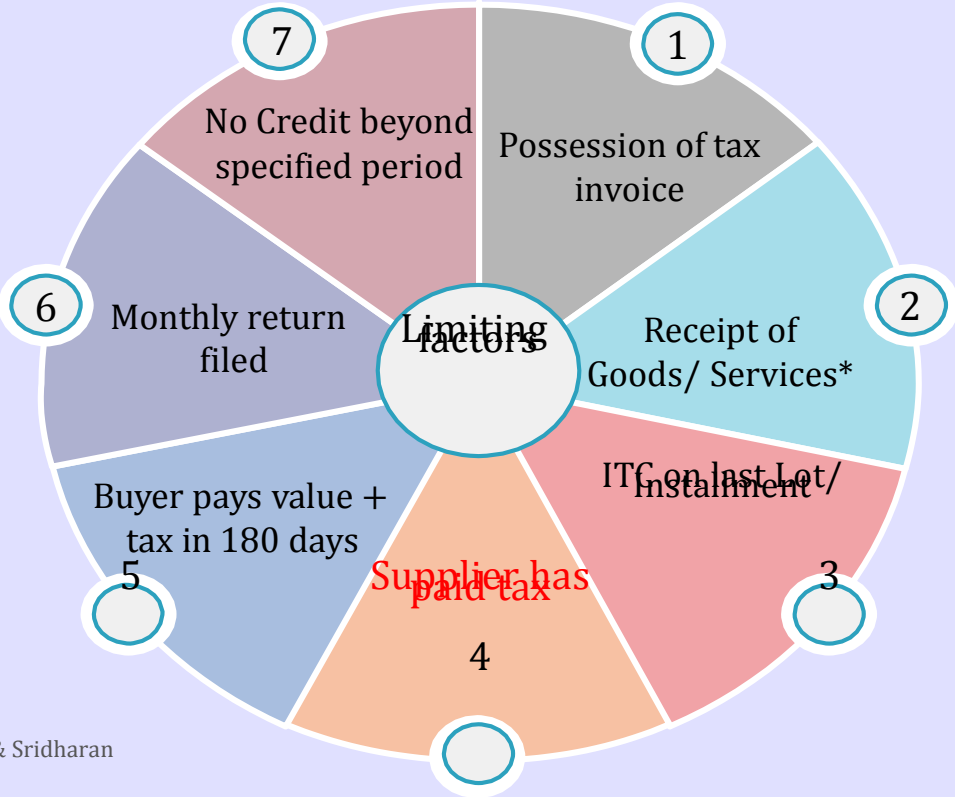 7
1
No Credit beyond
specified period
Possession of tax
invoice
6
2
Monthly return
filed
Limiting
factors
Receipt of
Goods/ Services*
Buyer pays value +
tax in 180 days
ITC on last Lot/
Installment
5
Supplier has
paid tax
3
4
& Sridharan